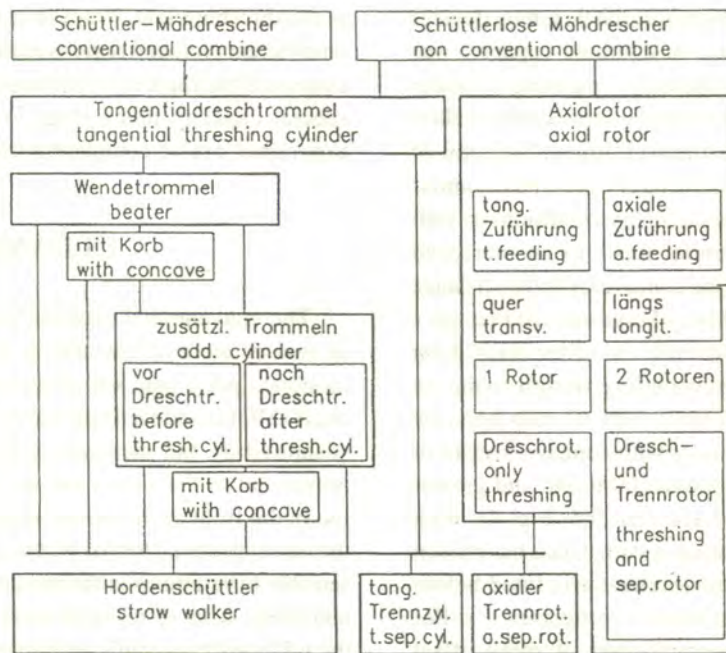 Schüttler-Mähdrescher
conventional combine
Schüttlerlose Mähdrescher
non conventional combine
Tangentialdreschtrommel
tangential threshing cylinder
Axialrotor
axial rotor
Wendetrommel
beater
mit Korb
with concave
tang.
Zuführung
t.feeding
axiale
Zuführung
a.feeding
quer
transv.
längs
longit.
zusätzl. Trommeln
add. cylinder
vor
Dreschtr.
before
thresh.cyl.
nach
Dreschtr.
after
thresh.cyl.
1 Rotor
2 Rotoren
mit Korb
with concave
Dreschrot.
only
threshing
Dresch-
und
Trennrotor
threshing
and
sep.rotor
Hordenschüttler
straw walker
tang.
Trennzyl.
t.sep.cyl.
axialer
Trennrot.
a.sep.rot.